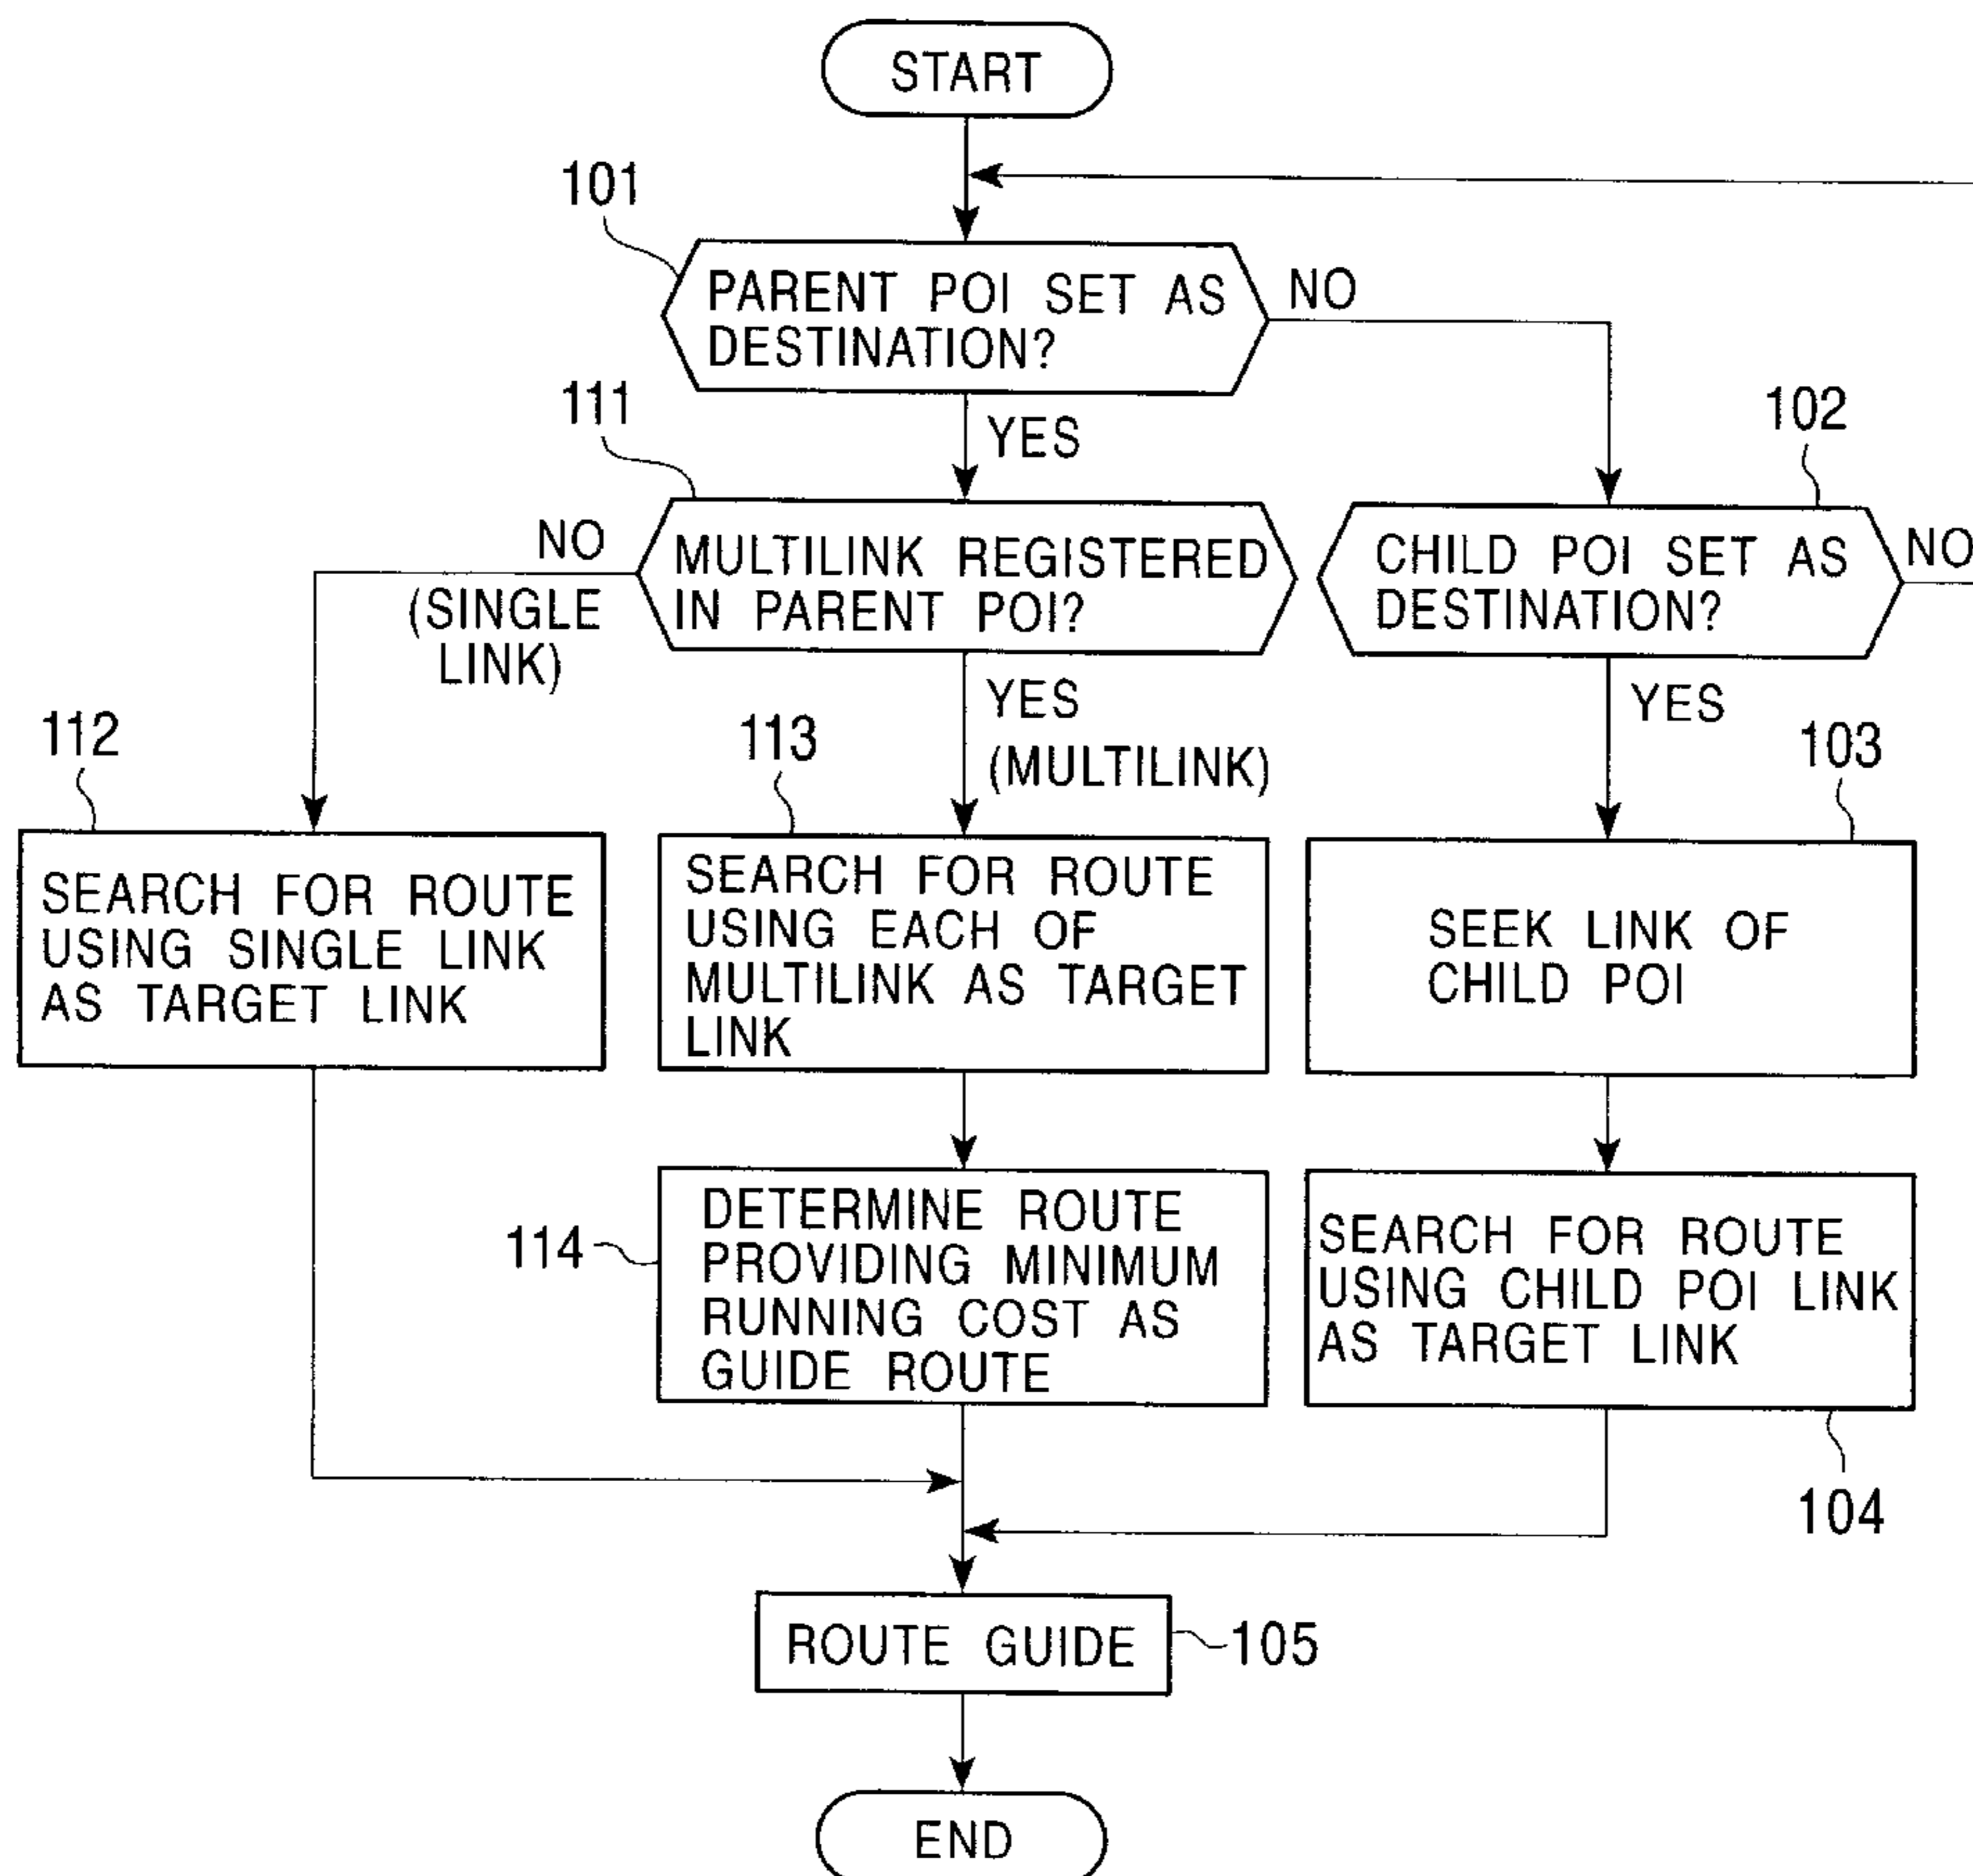 START
101
PARENT POI SET AS
DESTINATION?
NO
YES
111
MULTILINK REGISTERED
IN PARENT POI?
NO
(SINGLE
LINK)
YES
(MULTILINK)
102
CHILD POI SET AS
DESTINATION?
NO
YES
112
SEARCH FOR ROUTE
USING SINGLE LINK
AS TARGET LINK
113
SEARCH FOR ROUTE
USING EACH OF
MULTILINK AS TARGET
LINK
103
SEEK LINK OF
CHILD POI
114
DETERMINE ROUTE
PROVIDING MINIMUM
RUNNING COST AS
GUIDE ROUTE
SEARCH FOR ROUTE
USING CHILD POI LINK
AS TARGET LINK
104
ROUTE GUIDE
105
END